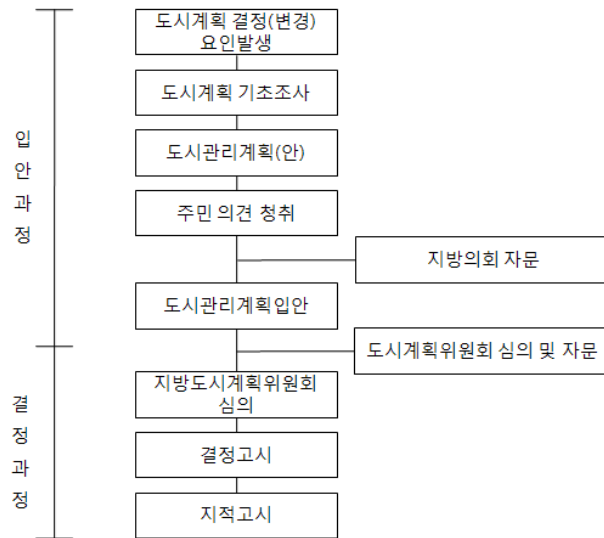 도시계획 결정(변경)
요인발생
도시계획 기초조사
도시관리계획(안)
주민 의견 청취
지방의회 자문
도시관리계획입안
도시계획위원회 심의 및 자문
지방도시계획위원회
심의
결정고시
지적고시
입
안
과
정
결
정
과
정